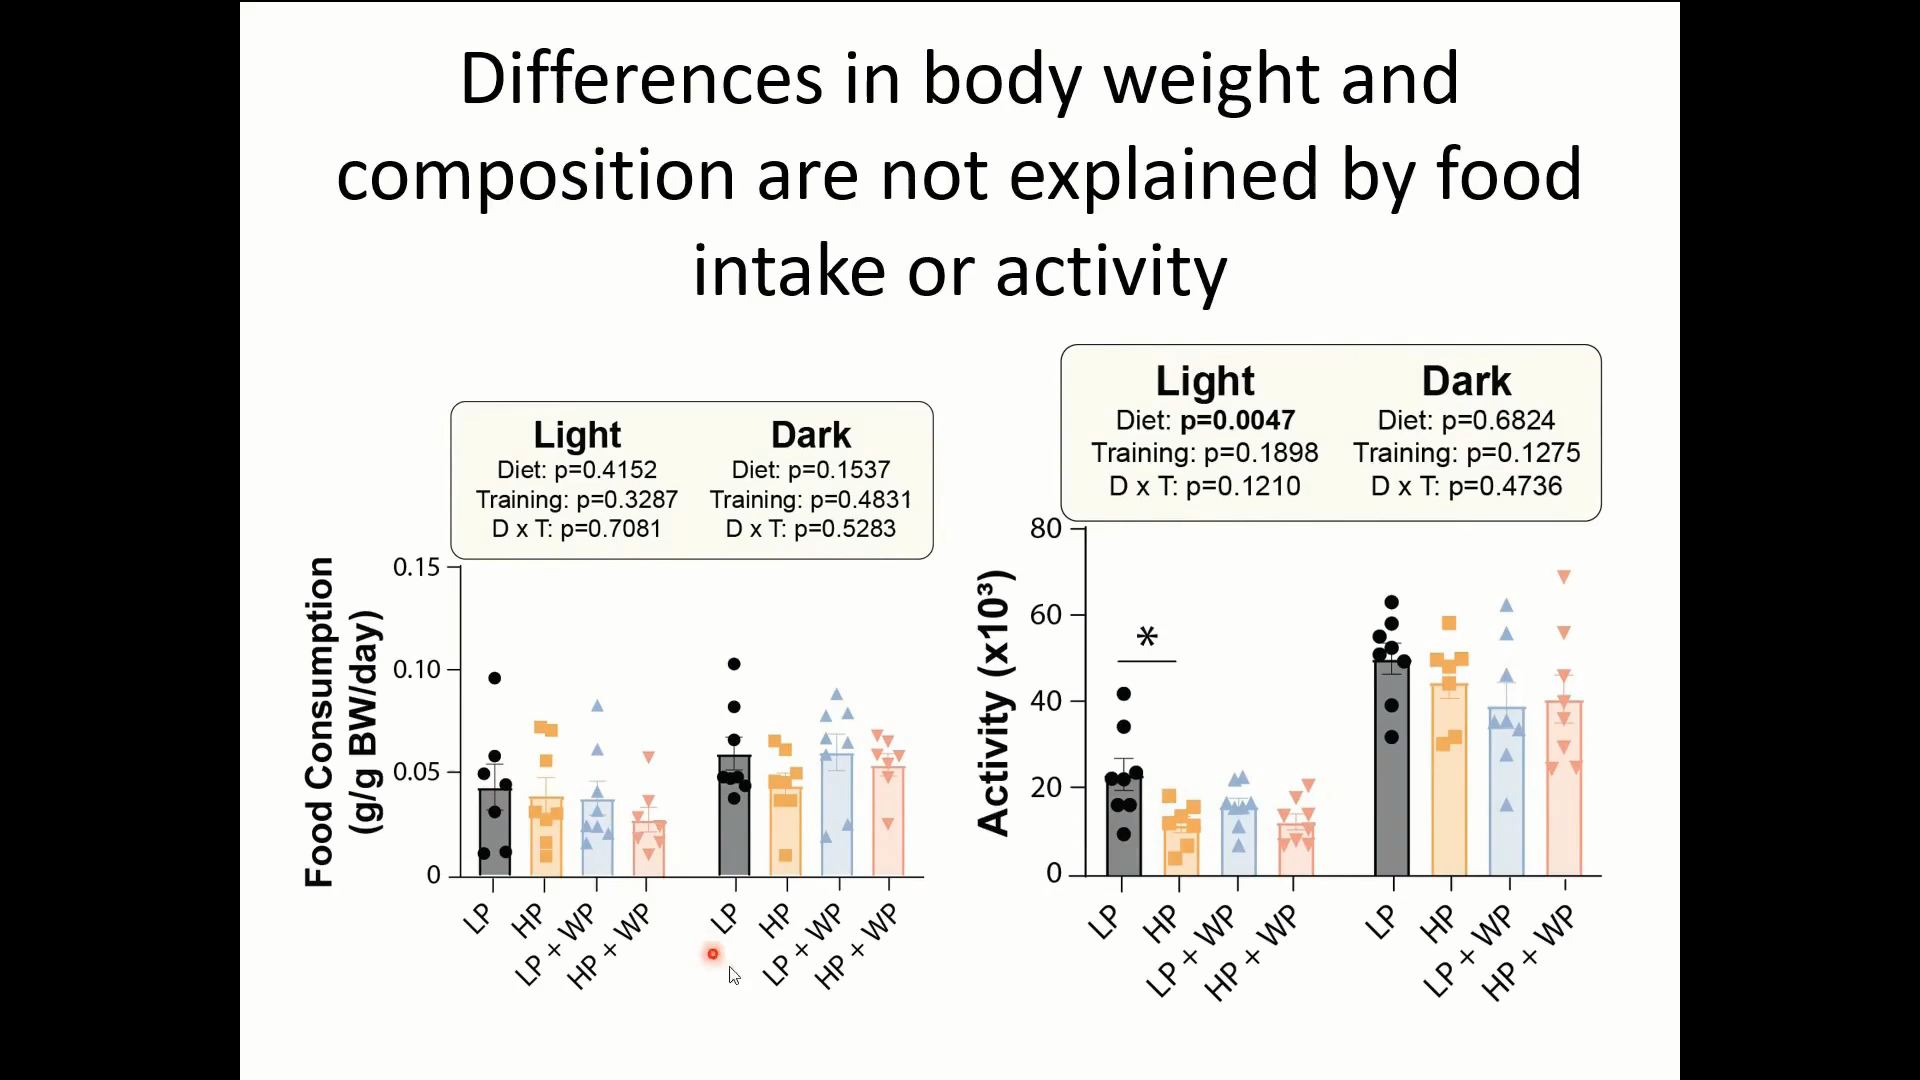 Differences in body weight and
composition are not explained by food
intake or activity
Light
Diet: p=0.4152
Training: p=0.3287
D x T: p=0.7081
Dark
Diet: p=0.1537
Training: p=0.4831
D x T: p=0.5283
Food Consumption
(g/g BW/day)
0.15
0.10
0.05
0
LP
HP
LP + WP
HP + WP
LP
HP
LP + WP
HP + WP
Light
Diet: p=0.0047
Training: p=0.1898
D x T: p=0.1210
Dark
Diet: p=0.6824
Training: p=0.1275
D x T: p=0.4736
Activity (x10³)
80
60
40
20
0
*
LP
HP
LP + WP
HP + WP
LP
HP
LP + WP
HP + WP